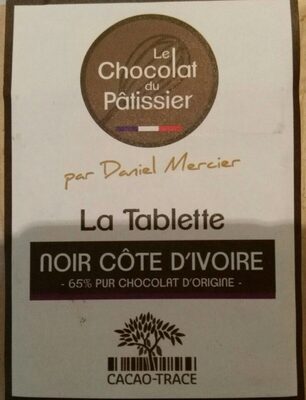 Le
Chocolat
du
Pâtissier
par Daniel Mercier
La Tablette
NOIR CÔTE D'IVOIRE
- 65% PUR CHOCOLAT D'ORIGINE -
CACAO-TRACE